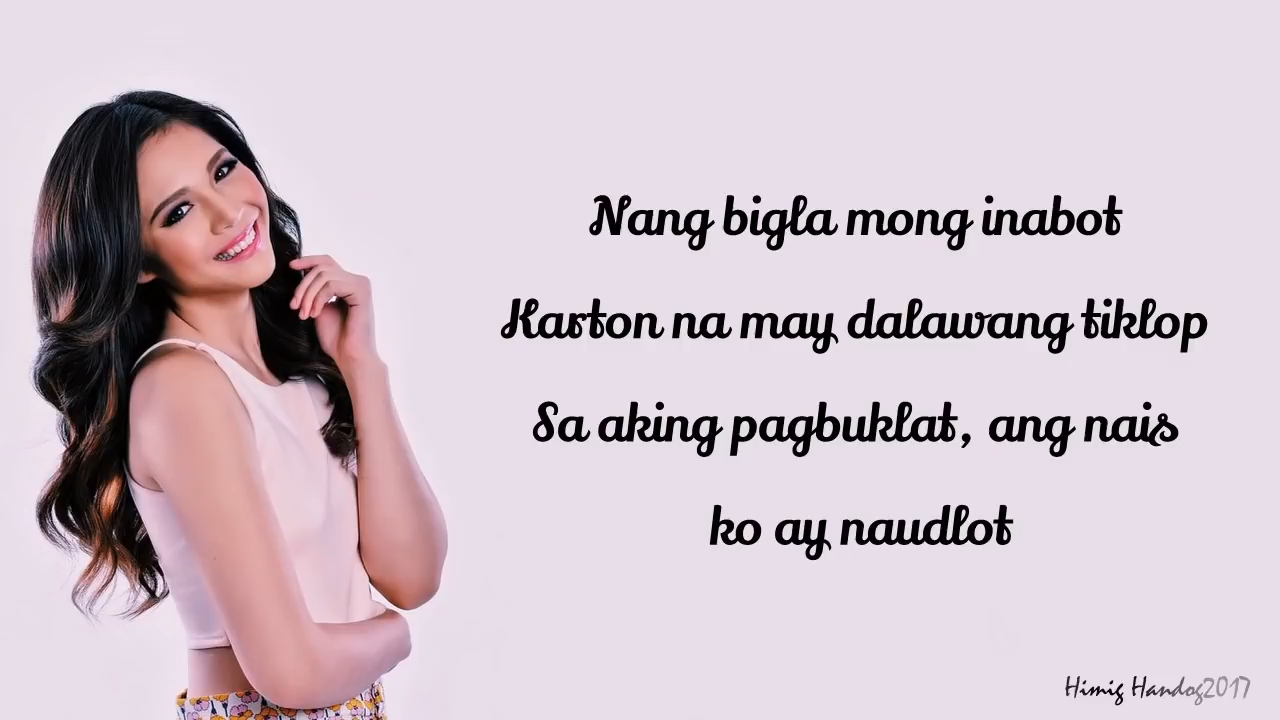 Nang bigla mong inabot
Karton na may dalawang tiklop
Sa aking pagbuklat, ang nais
ko ay naudlot
Himig Handog2017